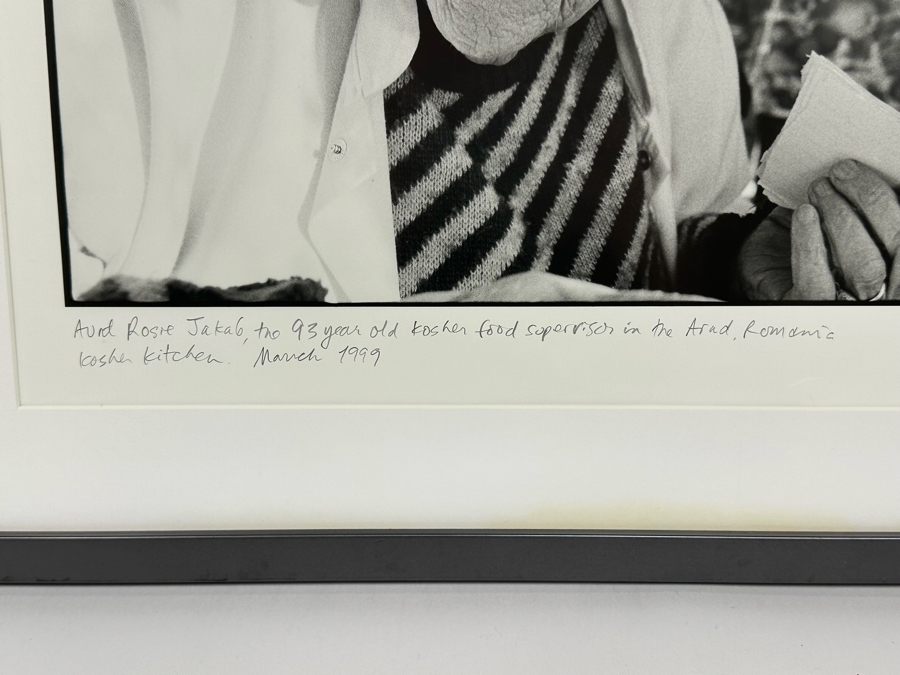 Aunt Rosie Jakab, the 93 year old kosher food supervisor in the Arad, Romania
kosher kitchen. March 1999